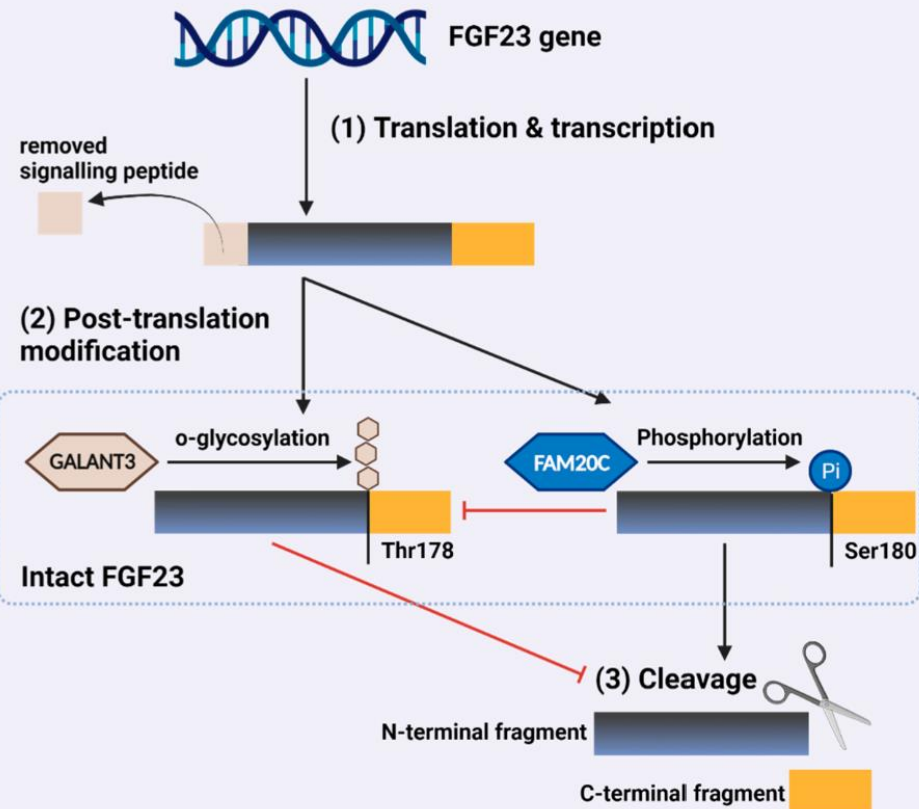 FGF23 gene
(1) Translation & transcription
removed
signalling peptide
(2) Post-translation
modification
GALANT3
o-glycosylation
FAM20C
Phosphorylation
Pi
Thr178
Ser180
Intact FGF23
(3) Cleavage
N-terminal fragment
C-terminal fragment